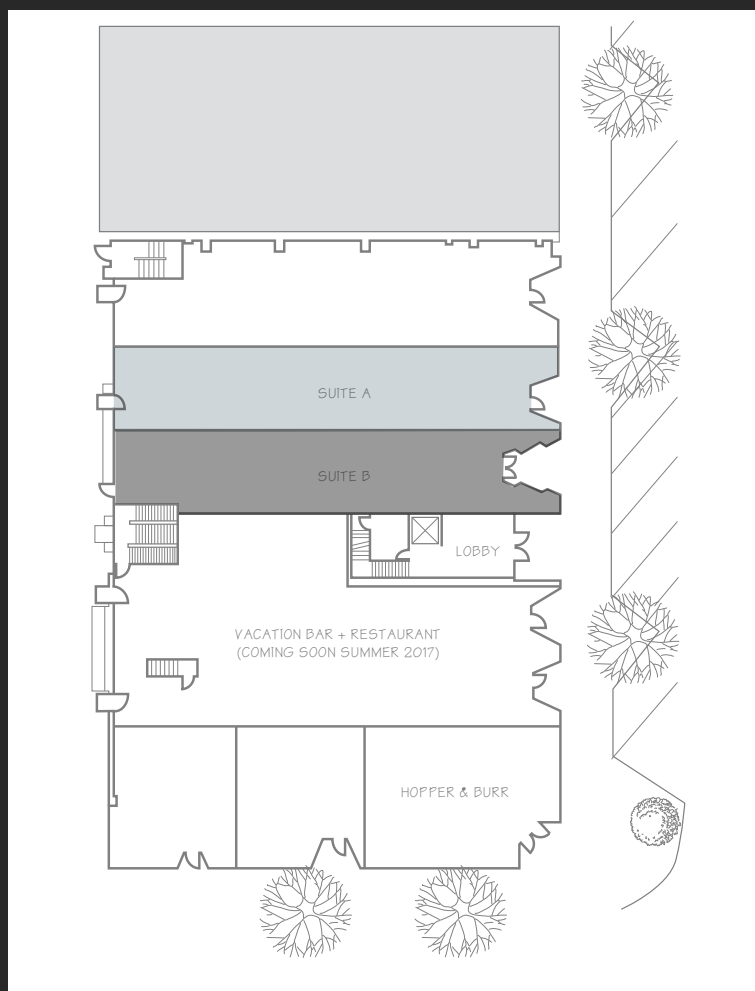 SUITE A
SUITE B
LOBBY
VACATION BAR + RESTAURANT
(COMING SOON SUMMER 2017)
HOPPER & BURR